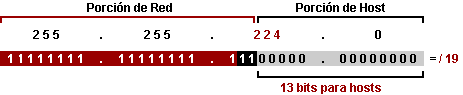 Porción de Red Porción de Host
255 . 255 . 224 . 0
11111111 . 11111111 . 11100000 . 00000000 = / 19
13 bits para hosts